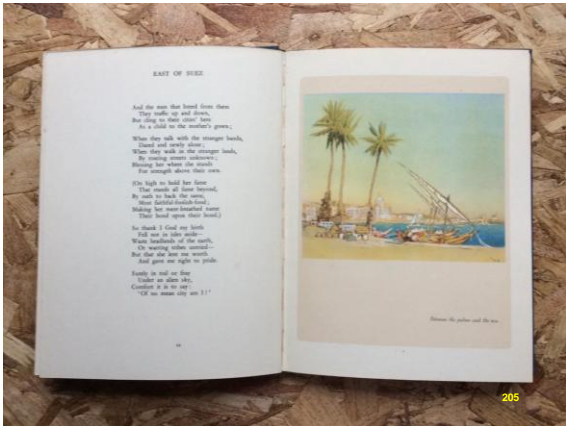 EAST OF SUEZ
And the men that breed from them
They traffic up and down,
But cling to their cities' hem
As a child to the mother's gown;
When they talk with the stranger bands,
Dazed and newly alone;
When they walk in the stranger lands,
By roaring streets unknown;
Blessing her where she stands
For strength above their own.
(On high to hold her fame
That stands all fame beyond,
By oath to back the same,
Most faithful-foolish-fond;
Making her mere-breathed name
Their bond upon their bond.)
So thank I God my birth
Fell not in isles aside—
Waste headlands of the earth,
Or warring tribes untried—
But that she lent me worth
And gave me right to pride.
Surely in toil or fray
Under an alien sky,
Comfort it is to say:
'Of no mean city am I!'
Between the palms and the sea.
205